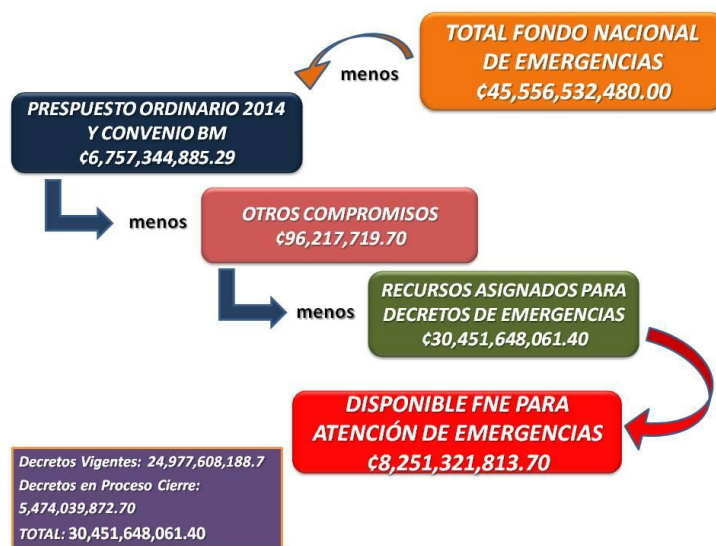 TOTAL FONDO NACIONAL
DE EMERGENCIAS
¢45,556,532,480.00
menos
PRESPUESTO ORDINARIO 2014
Y CONVENIO BM
¢6,757,344,885.29
menos
OTROS COMPROMISOS
¢96,217,719.70
menos
RECURSOS ASIGNADOS PARA
DECRETOS DE EMERGENCIAS
¢30,451,648,061.40
DISPONIBLE FNE PARA
ATENCIÓN DE EMERGENCIAS
¢8,251,321,813.70
Decretos Vigentes: 24,977,608,188.7
Decretos en Proceso Cierre:
5,474,039,872.70
TOTAL: 30,451,648,061.40